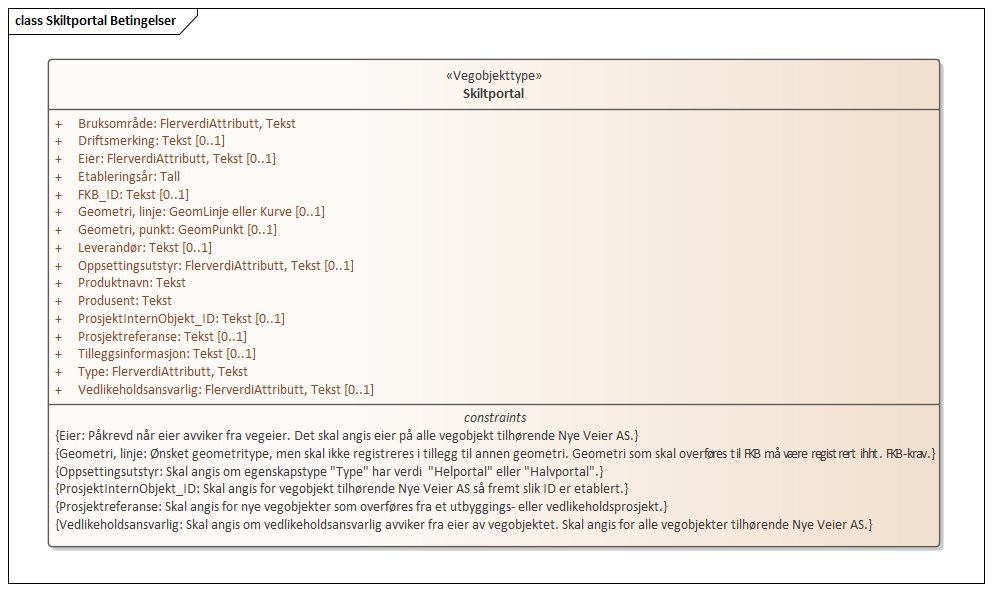 class Skiltportal Betingelser
«Vegobjekttype»
Skiltportal
+ Bruksområde: FlerverdiAttributt, Tekst
+ Driftsmerking: Tekst [0..1]
+ Eier: FlerverdiAttributt, Tekst [0..1]
+ Etableringsår: Tall
+ FKB_ID: Tekst [0..1]
+ Geometri, linje: GeomLinje eller Kurve [0..1]
+ Geometri, punkt: GeomPunkt [0..1]
+ Leverandør: Tekst [0..1]
+ Oppsettingsutstyr: FlerverdiAttributt, Tekst [0..1]
+ Produktnavn: Tekst
+ Produsent: Tekst
+ ProsjektInternObjekt_ID: Tekst [0..1]
+ Prosjektreferanse: Tekst [0..1]
+ Tilleggsinformasjon: Tekst [0..1]
+ Type: FlerverdiAttributt, Tekst
+ Vedlikeholdsansvarlig: FlerverdiAttributt, Tekst [0..1]
constraints
{Eier: Påkrevd når eier avviker fra vegeier. Det skal angis eier på alle vegobjekt tilhørende Nye Veier AS.}
{Geometri, linje: Ønsket geometritype, men skal ikke registreres i tillegg til annen geometri. Geometri som skal overføres til FKB må være registrert ihht. FKB-krav.}
{Oppsettingsutstyr: Skal angis om egenskapstype "Type" har verdi  "Helportal" eller "Halvportal".}
{ProsjektInternObjekt_ID: Skal angis for vegobjekt tilhørende Nye Veier AS så fremt slik ID er etablert.}
{Prosjektreferanse: Skal angis for nye vegobjekter som overføres fra et utbyggings- eller vedlikeholdsprosjekt.}
{Vedlikeholdsansvarlig: Skal angis om vedlikeholdsansvarlig avviker fra eier av vegobjektet. Skal angis for alle vegobjekter tilhørende Nye Veier AS.}